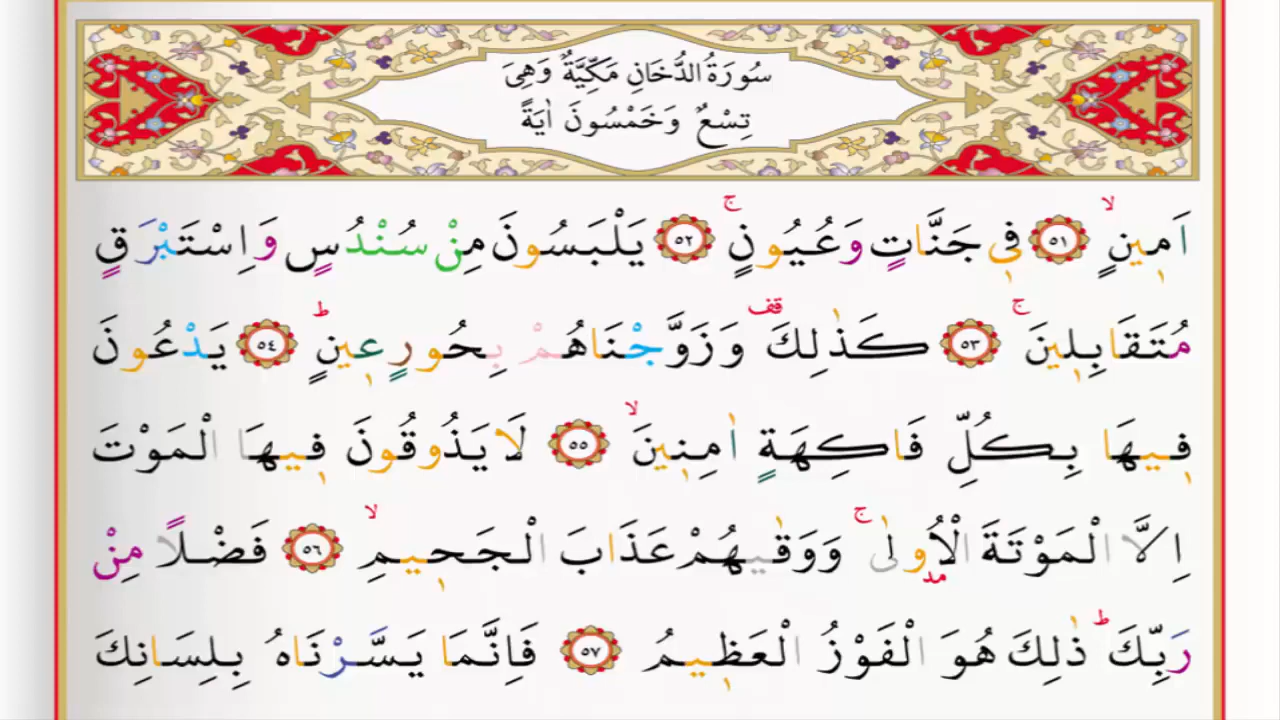 سُورَةُ الدُّخَانِ مَكِّيَّةٌ وَهِىَ
تِسْعٌ وَخَمْسُونَ اٰيَةً
اَمٖينٍۙ ﴿٥١﴾ فٖى جَنَّاتٍ وَعُيُونٍۚ ﴿٥٢﴾ يَلْبَسُونَ مِنْ سُنْدُسٍ وَاِسْتَبْرَقٍ
مُتَقَابِلٖينَۚ ﴿٥٣﴾ كَذٰلِكَ قف وَزَوَّجْنَاهُمْ بِحُورٍ عٖينٍؕ ﴿٥٤﴾ يَدْعُونَ
فٖيهَا بِكُلِّ فَاكِهَةٍ اٰمِنٖينَۙ ﴿٥٥﴾ لَا يَذُوقُونَ فٖيهَا الْمَوْتَ
اِلَّا الْمَوْتَةَ الْاُولٰىۚ مد وَوَقٰيهُمْ عَذَابَ الْجَحٖيمِۙ ﴿٥٦﴾ فَضْلًا مِنْ
رَبِّكَؕ ذٰلِكَ هُوَ الْفَوْزُ الْعَظٖيمُ ﴿٥٧﴾ فَاِنَّمَا يَسَّرْنَاهُ بِلِسَانِكَ